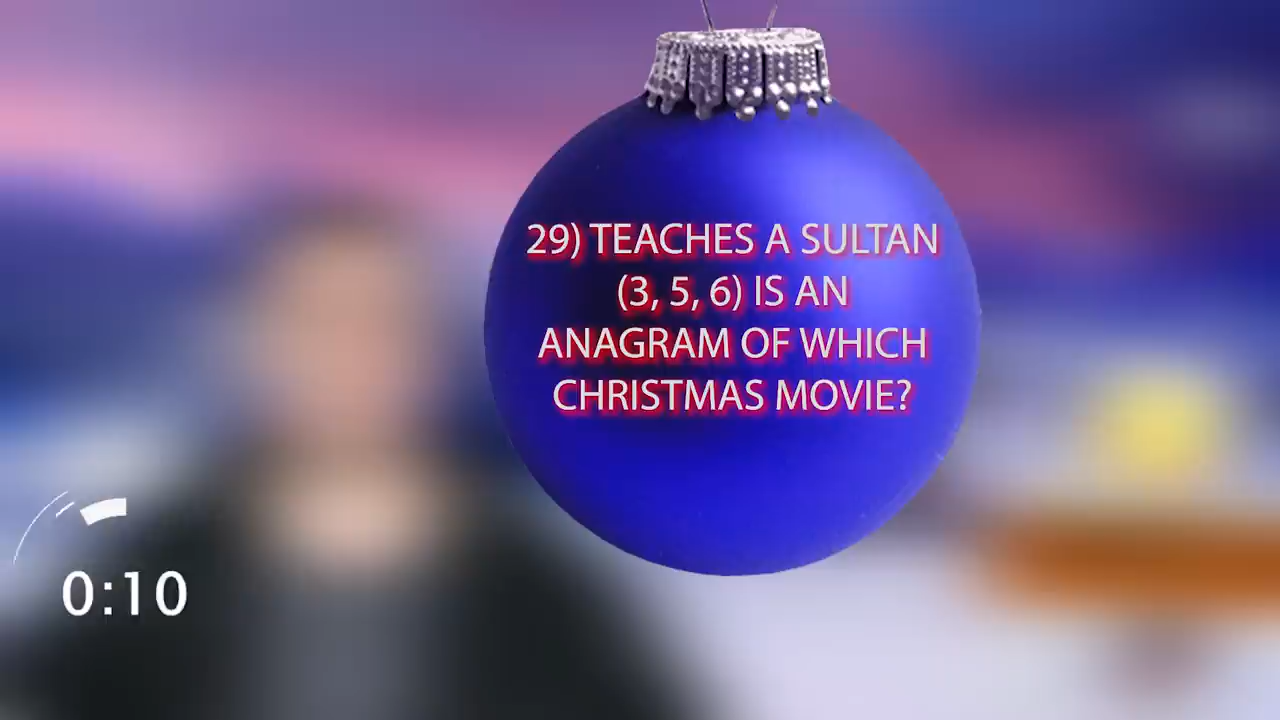 29) TEACHES A SULTAN
(3, 5, 6) IS AN
ANAGRAM OF WHICH
CHRISTMAS MOVIE?
0:10